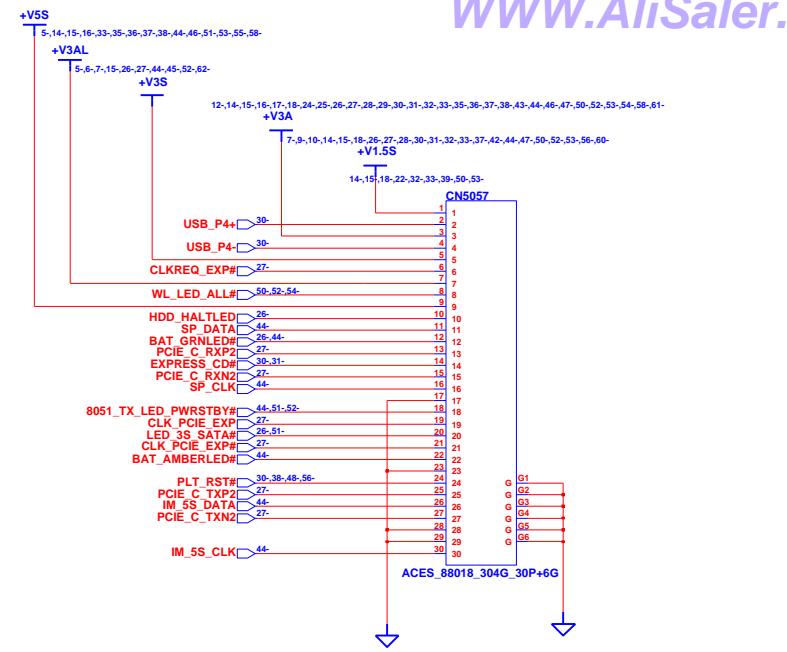 WWW.AliSaler.
+V5S
5-,14-,15-,16-,33-,35-,36-,37-,38-,44-,46-,51-,53-,55-,58-
+V3AL
5-,6-,7-,15-,26-,27-,44-,45-,52-,62-
+V3S
12-,14-,15-,16-,17-,18-,24-,25-,26-,27-,28-,29-,30-,31-,32-,33-,35-,36-,37-,38-,43-,44-,46-,47-,50-,52-,53-,54-,58-,61-
+V3A
7-,9-,10-,14-,15-,18-,26-,27-,28-,30-,31-,32-,33-,37-,42-,44-,47-,50-,52-,53-,56-,60-
+V1.5S
14-,15-,18-,22-,32-,33-,39-,50-,53-
CN5057
1 1
USB_P4+ 30- 2 2
3 3
USB_P4- 30- 4 4
5 5
CLKREQ_EXP# 27- 6 6
7 7
WL_LED_ALL# 50-,52-,54- 8 8
9 9
HDD_HALTLED 26- 10 10
SP_DATA 44- 11 11
BAT_GRNLED# 26-,44- 12 12
PCIE_C_RXP2 27- 13 13
EXPRESS_CD# 30-,31- 14 14
PCIE_C_RXN2 27- 15 15
SP_CLK 44- 16 16
17 17
8051_TX_LED_PWRSTBY# 44-,51-,52- 18 18
CLK_PCIE_EXP 27- 19 19
LED_3S_SATA# 26-,51- 20 20
CLK_PCIE_EXP# 27- 21 21
BAT_AMBERLED# 44- 22 22
23 23
PLT_RST# 30-,38-,48-,56- 24 24 G G1
PCIE_C_TXP2 27- 25 25 G G2
IM_5S_DATA 44- 26 26 G G3
PCIE_C_TXN2 27- 27 27 G G4
28 28 G G5
29 29 G G6
IM_5S_CLK 44- 30 30
ACES_88018_304G_30P+6G